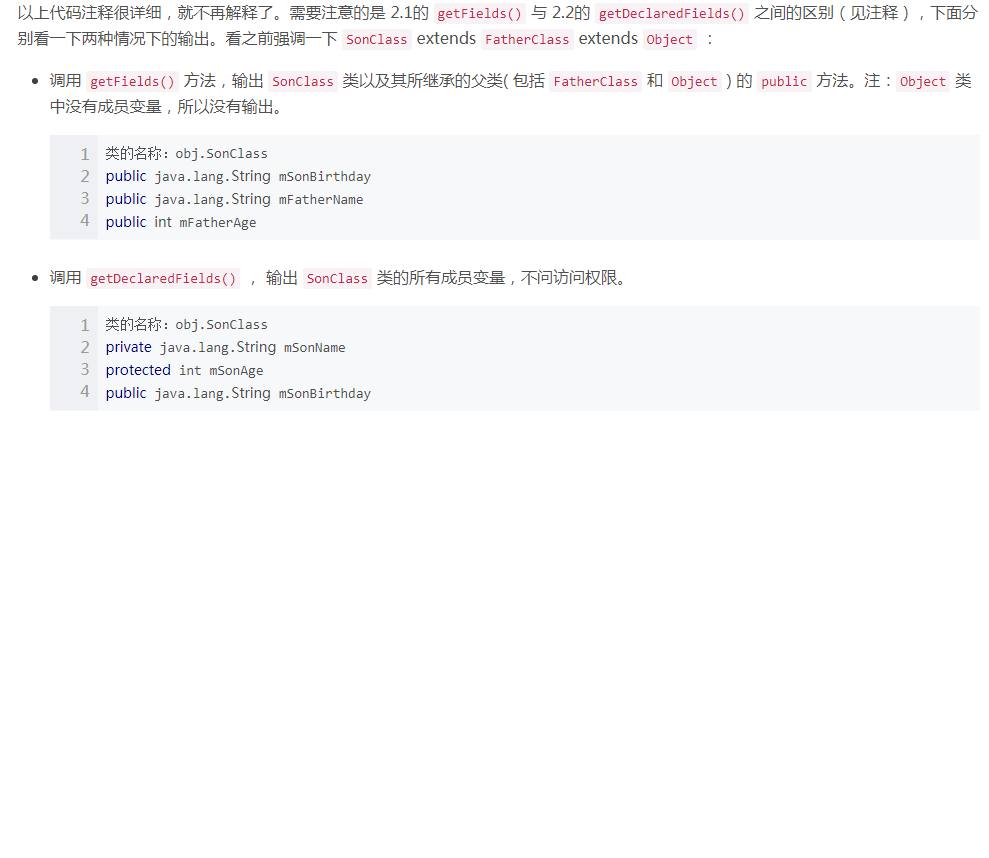 以上代码注释很详细，就不再解释了。需要注意的是 2.1的 getFields() 与 2.2的 getDeclaredFields() 之间的区别（见注释），下面分
别看一下两种情况下的输出。看之前强调一下 SonClass extends FatherClass extends Object ：
• 调用 getFields() 方法，输出 SonClass 类以及其所继承的父类( 包括 FatherClass 和 Object ) 的 public 方法。注： Object 类
中没有成员变量，所以没有输出。
1 类的名称：obj.SonClass
2 public java.lang.String mSonBirthday
3 public java.lang.String mFatherName
4 public int mFatherAge
• 调用 getDeclaredFields() ， 输出 SonClass 类的所有成员变量，不问访问权限。
1 类的名称：obj.SonClass
2 private java.lang.String mSonName
3 protected int mSonAge
4 public java.lang.String mSonBirthday